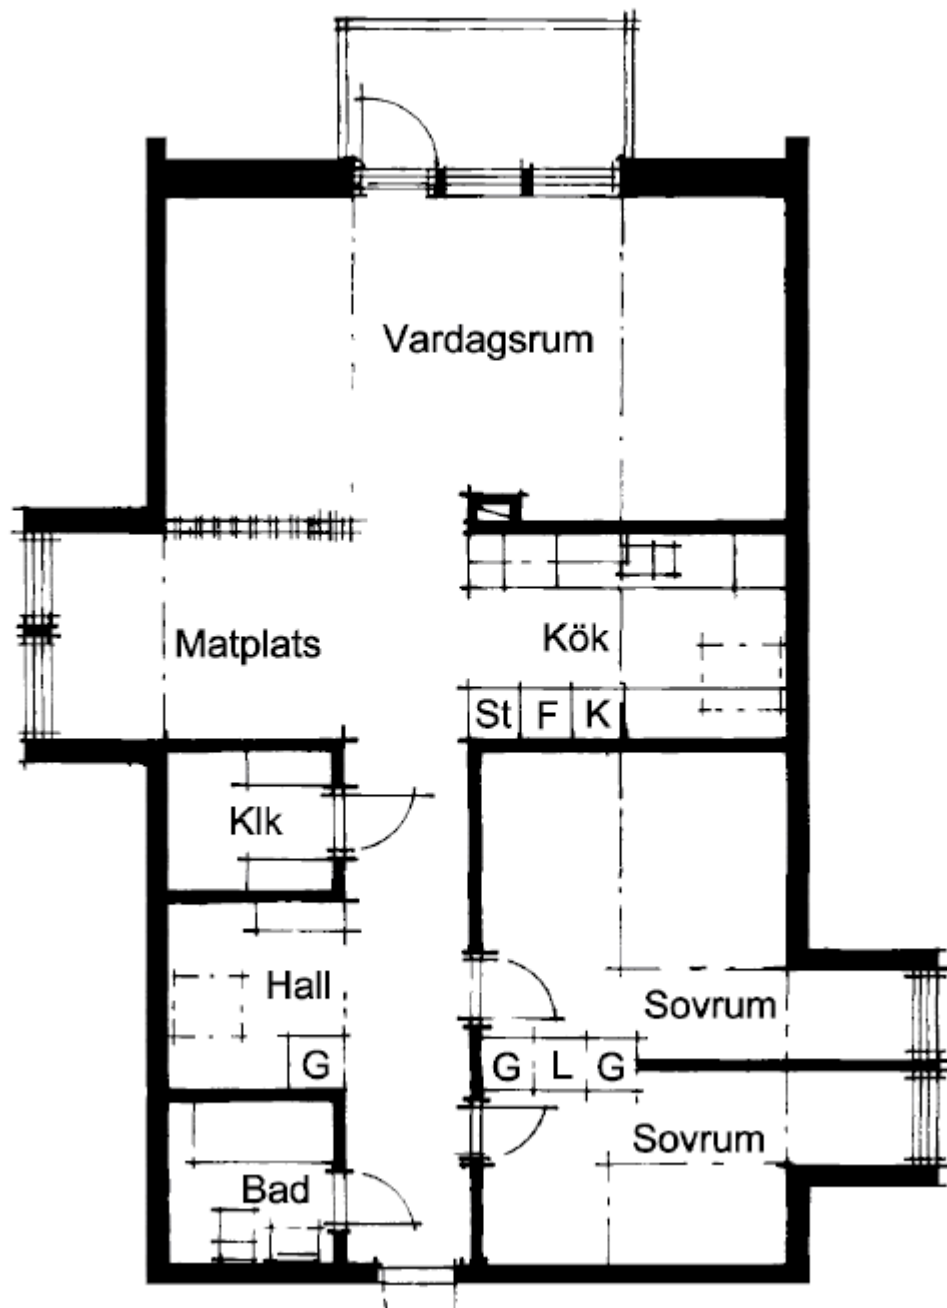 Vardagsrum
Matplats
Kök
St F K
Klk
Hall
Sovrum
G
G L G
Sovrum
Bad